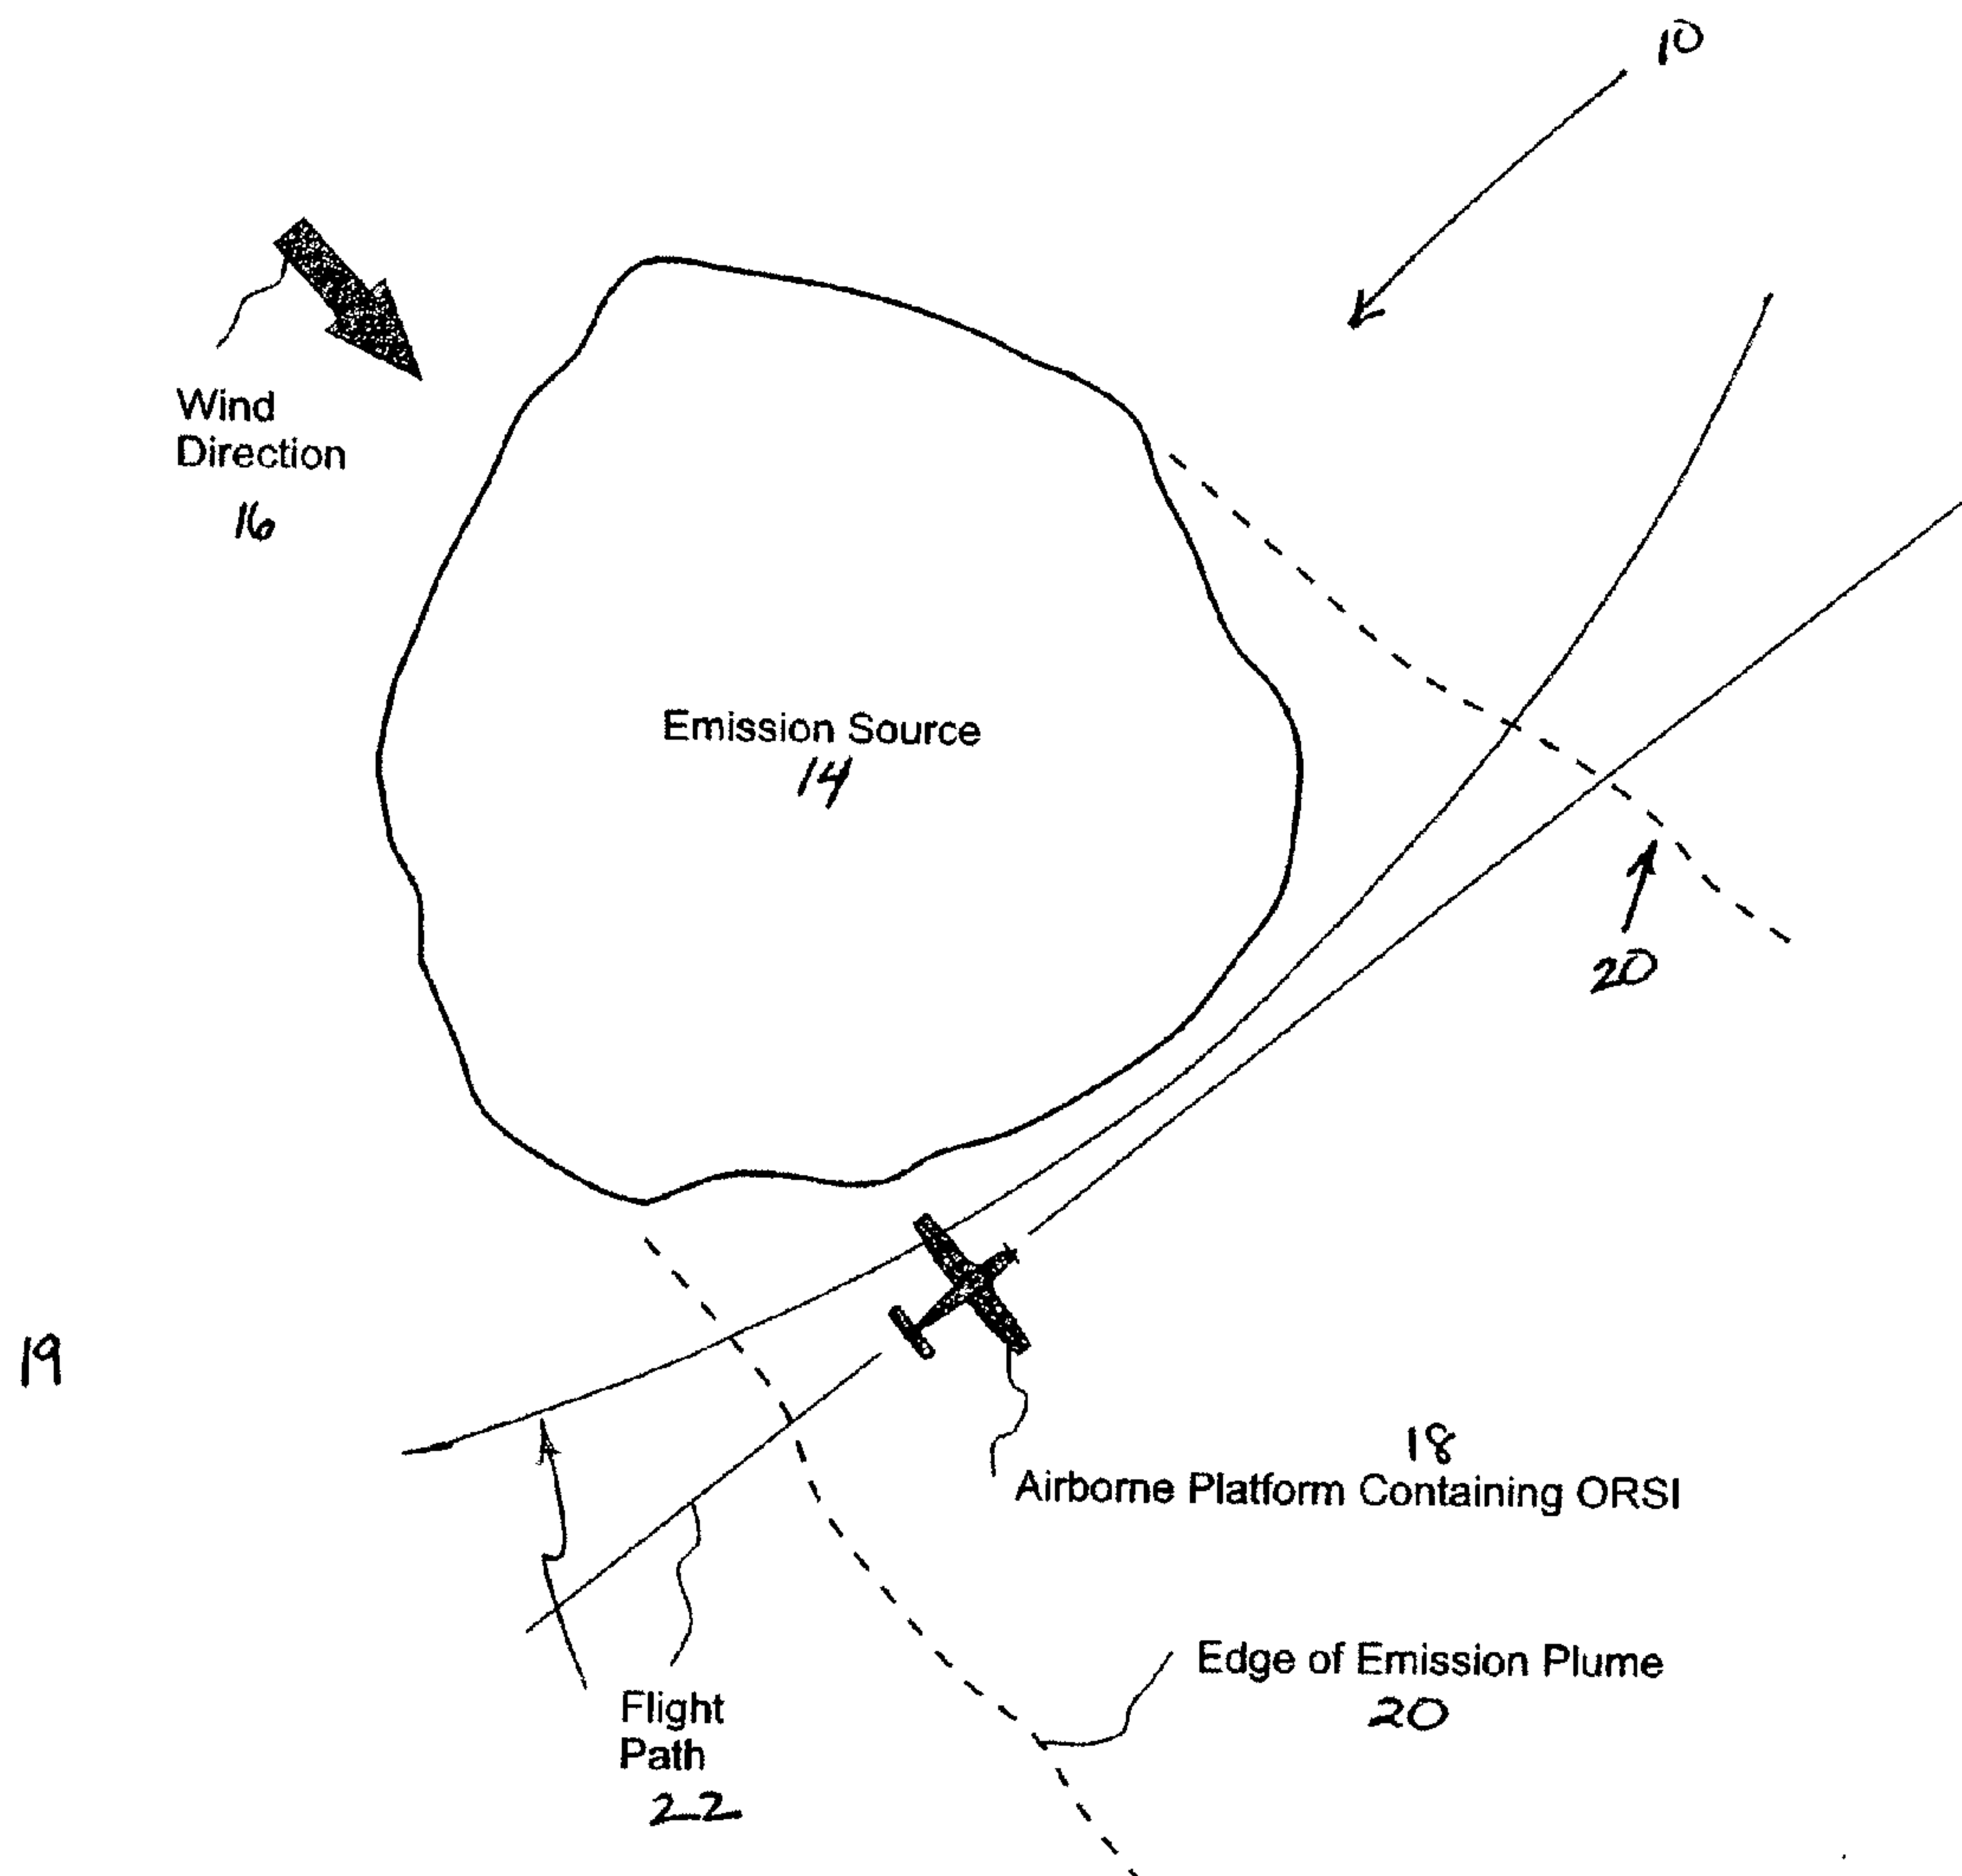 10
Wind
Direction
16
Emission Source
14
20
19
18
Airborne Platform Containing ORSI
Edge of Emission Plume
20
Flight
Path
22